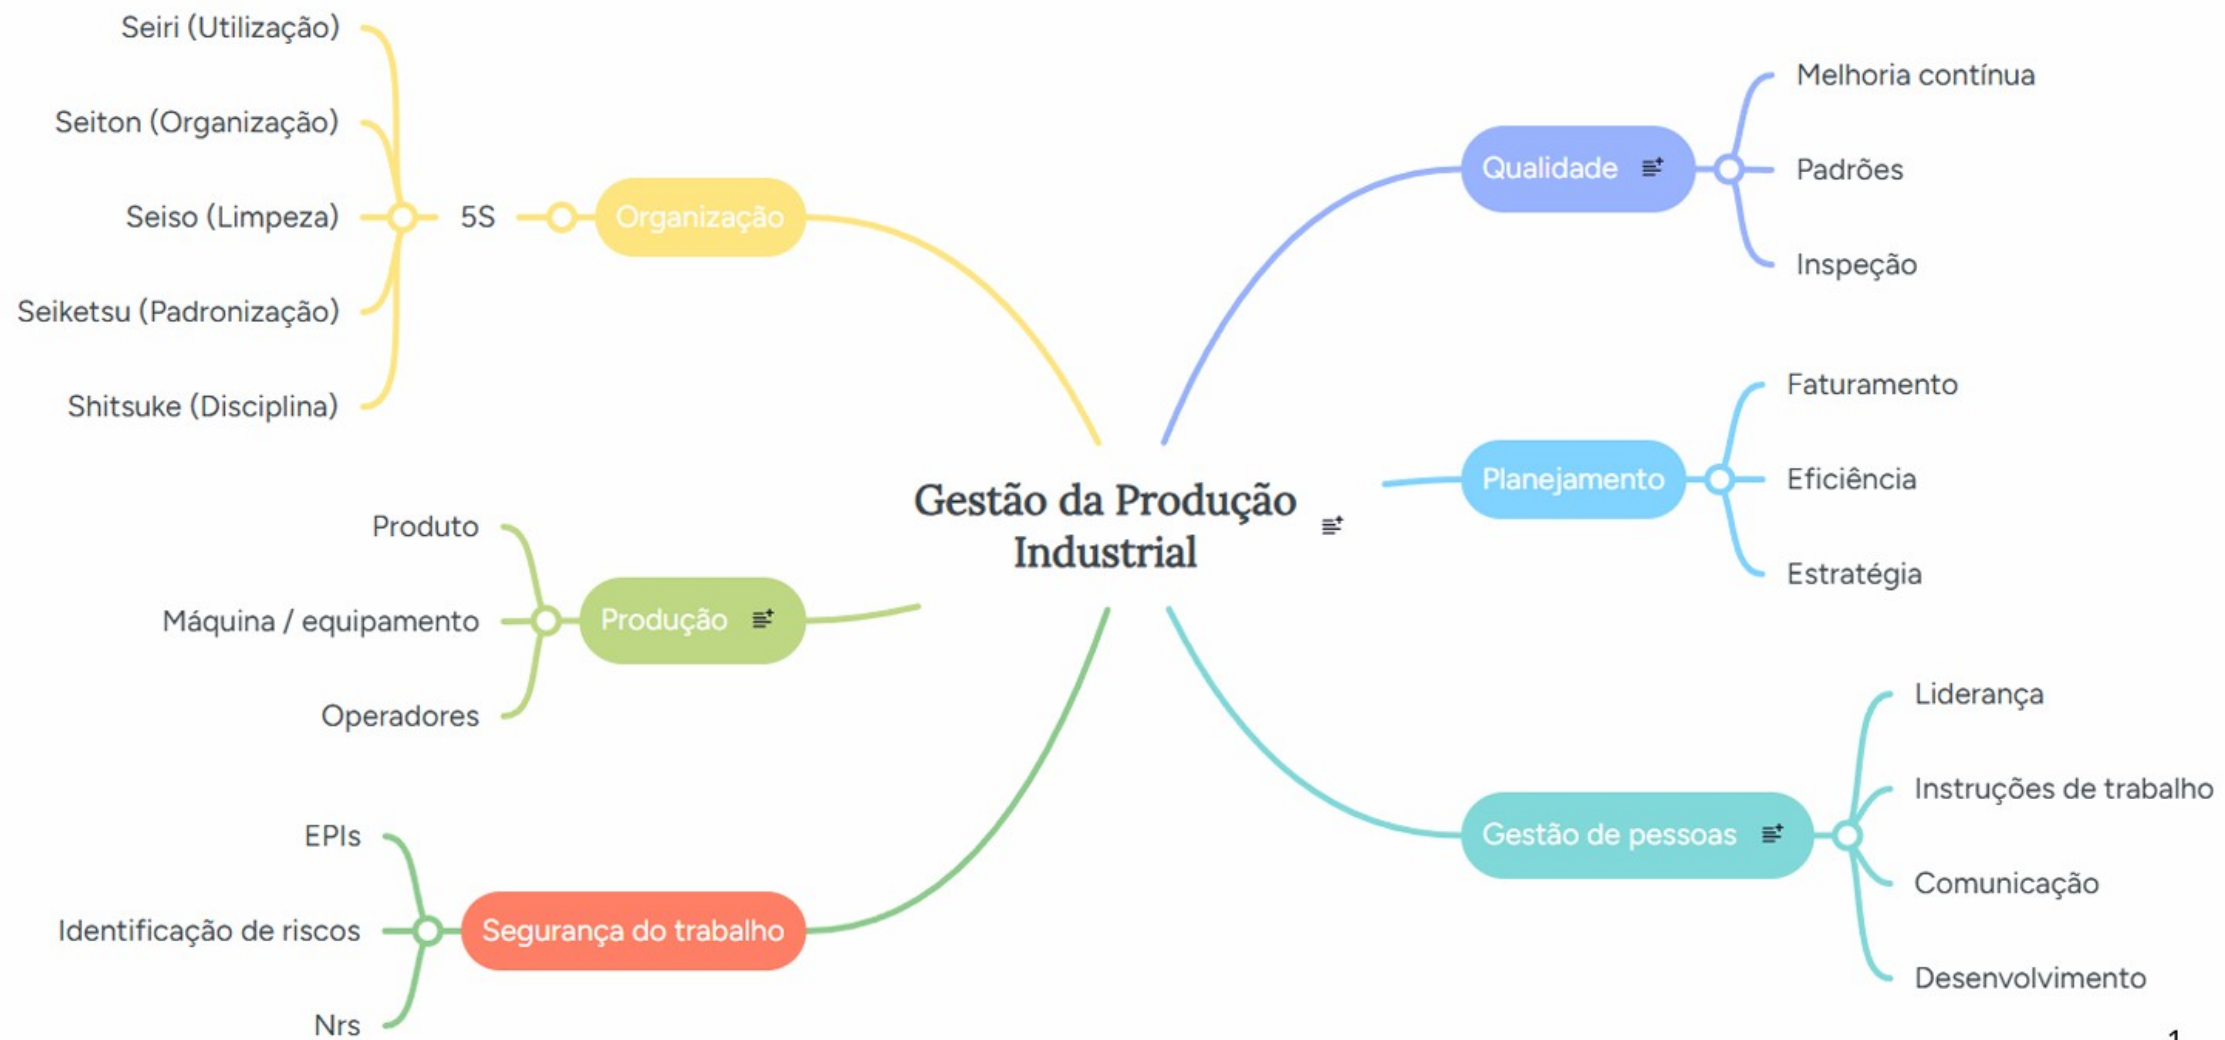 Seiri (Utilização)
Seiton (Organização)
Seiso (Limpeza)
Seiketsu (Padronização)
Shitsuke (Disciplina)
5S
Organização
Produto
Máquina / equipamento
Operadores
Produção
EPIs
Identificação de riscos
Nrs
Segurança do trabalho
Gestão da Produção
Industrial
Qualidade
Melhoria contínua
Padrões
Inspeção
Planejamento
Faturamento
Eficiência
Estratégia
Gestão de pessoas
Liderança
Instruções de trabalho
Comunicação
Desenvolvimento